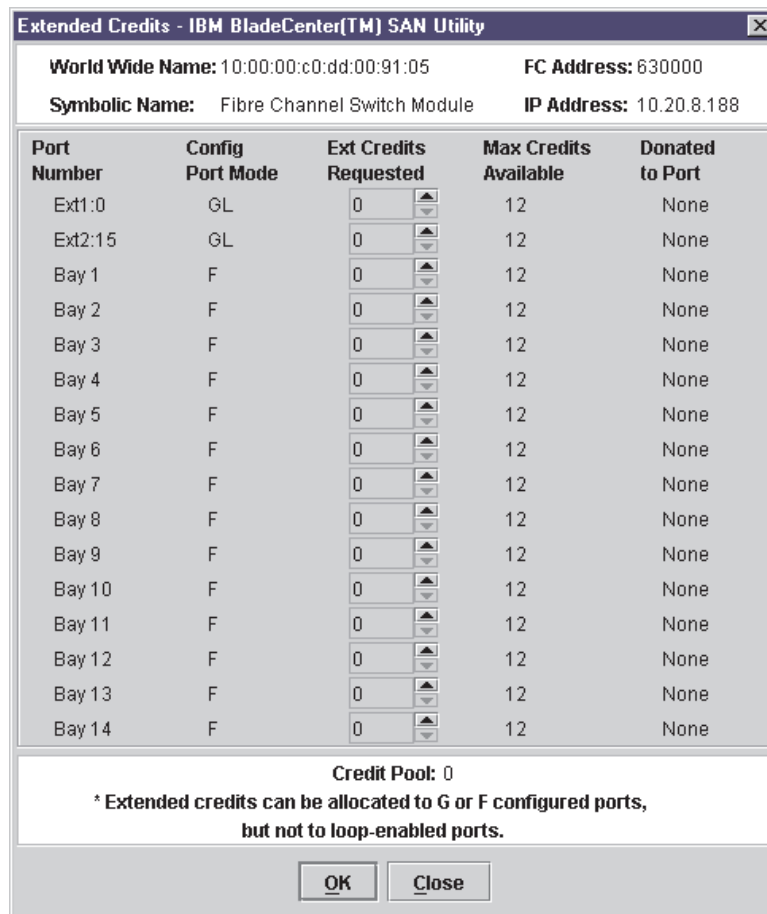 Extended Credits - IBM BladeCenter(TM) SAN Utility
World Wide Name: 10:00:00:c0:dd:00:91:05 FC Address: 630000
Symbolic Name: Fibre Channel Switch Module IP Address: 10.20.8.188
Port Number Config Port Mode Ext Credits Requested Max Credits Available Donated to Port
Ext1:0 GL 0 12 None
Ext2:15 GL 0 12 None
Bay 1 F 0 12 None
Bay 2 F 0 12 None
Bay 3 F 0 12 None
Bay 4 F 0 12 None
Bay 5 F 0 12 None
Bay 6 F 0 12 None
Bay 7 F 0 12 None
Bay 8 F 0 12 None
Bay 9 F 0 12 None
Bay 10 F 0 12 None
Bay 11 F 0 12 None
Bay 12 F 0 12 None
Bay 13 F 0 12 None
Bay 14 F 0 12 None
Credit Pool: 0
* Extended credits can be allocated to G or F configured ports,
but not to loop-enabled ports.
OK Close